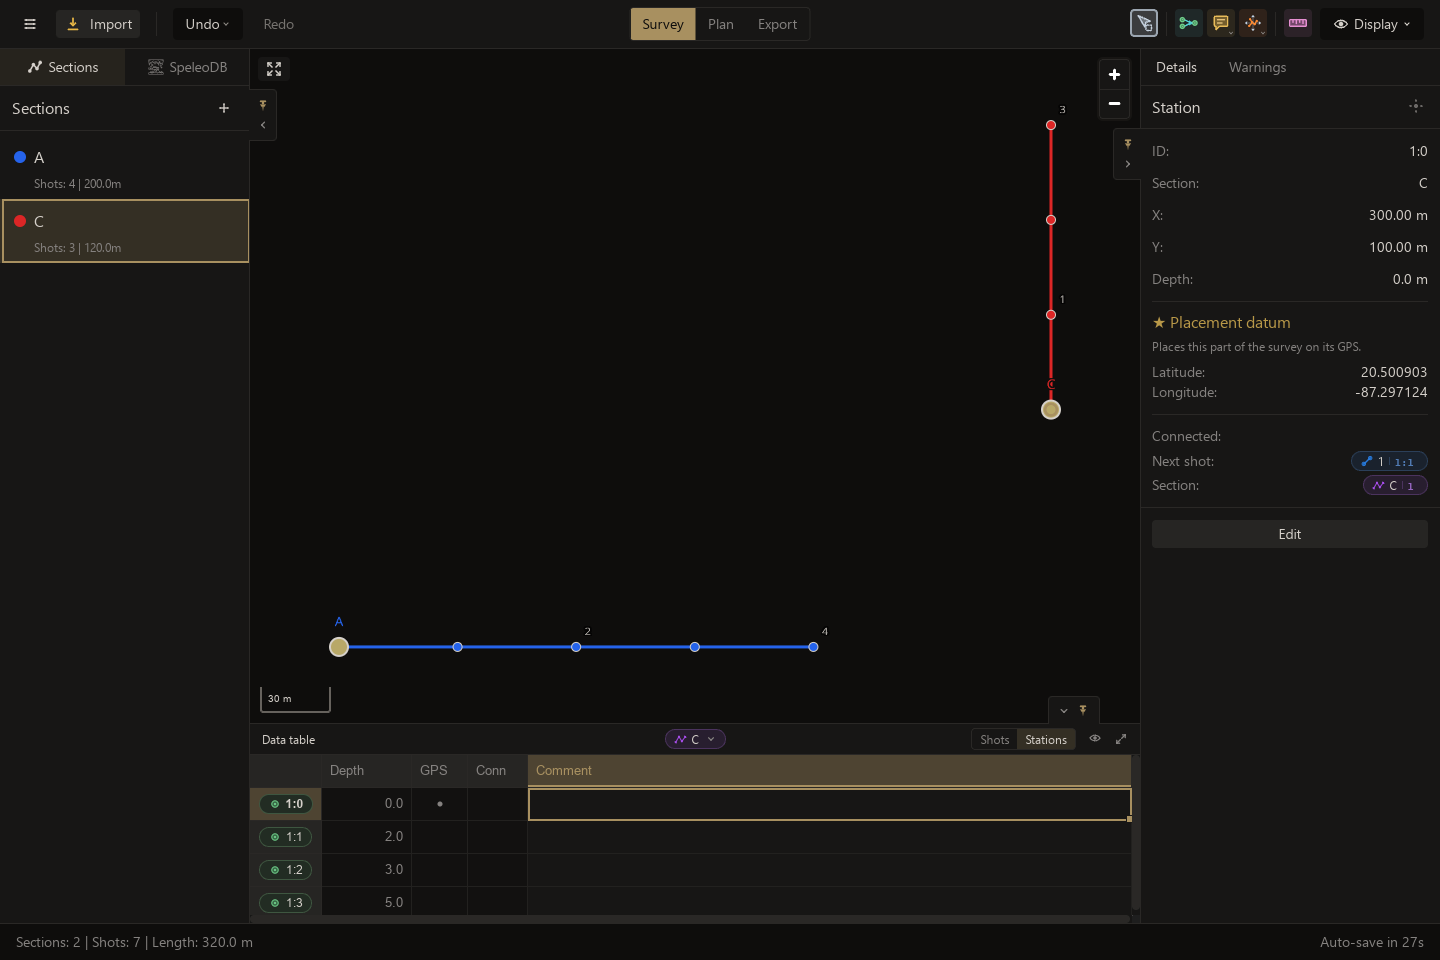 Import
Undo
Redo
Survey
Plan
Export
Display
Sections
SpeleoDB
Details
Warnings
Sections
A
Shots: 4 | 200.0m
C
Shots: 3 | 120.0m
3
1
C
A
2
4
30 m
Station
ID:
1:0
Section:
C
X:
300.00 m
Y:
100.00 m
Depth:
0.0 m
★ Placement datum
Places this part of the survey on its GPS.
Latitude:
20.500903
Longitude:
-87.297124
Connected:
Next shot:
1 | 1:1
Section:
C | 1
Edit
Data table
C
Shots
Stations
Depth
GPS
Conn
Comment
1:0
0.0
1:1
2.0
1:2
3.0
1:3
5.0
Sections: 2 | Shots: 7 | Length: 320.0 m
Auto-save in 27s